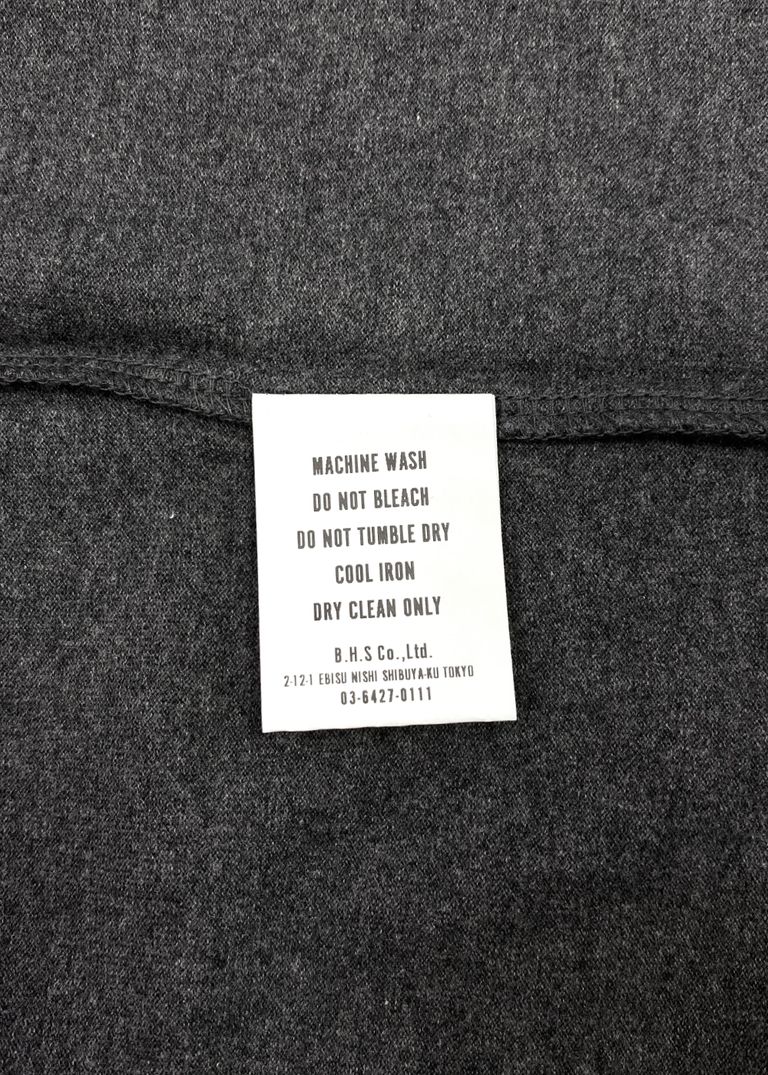 MACHINE WASH
DO NOT BLEACH
DO NOT TUMBLE DRY
COOL IRON
DRY CLEAN ONLY
B.H.S Co.,Ltd.
2-12-1 EBISU NISHI SHIBUYA-KU TOKYO
03-6427-0111